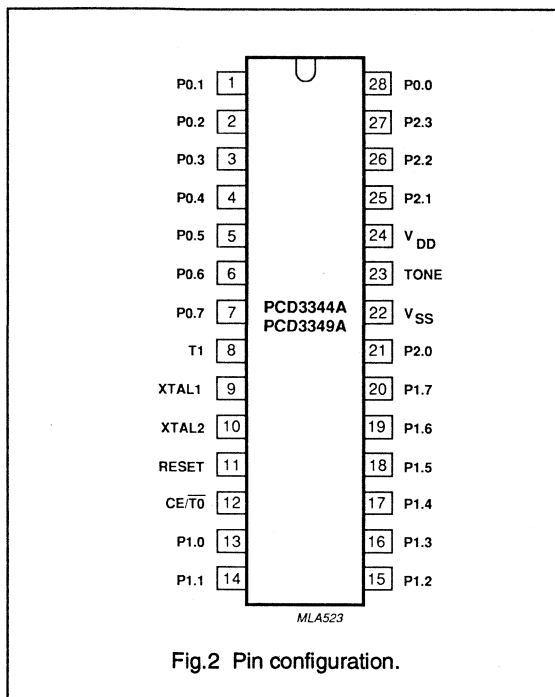 P0.1 1 28 P0.0
P0.2 2 27 P2.3
P0.3 3 26 P2.2
P0.4 4 25 P2.1
P0.5 5 24 VDD
P0.6 6 23 TONE
P0.7 7 PCD3344A 22 VSS
PCD3349A
T1 8 21 P2.0
XTAL1 9 20 P1.7
XTAL2 10 19 P1.6
RESET 11 18 P1.5
CE/T0 12 17 P1.4
P1.0 13 16 P1.3
P1.1 14 15 P1.2
MLA523
Fig.2 Pin configuration.